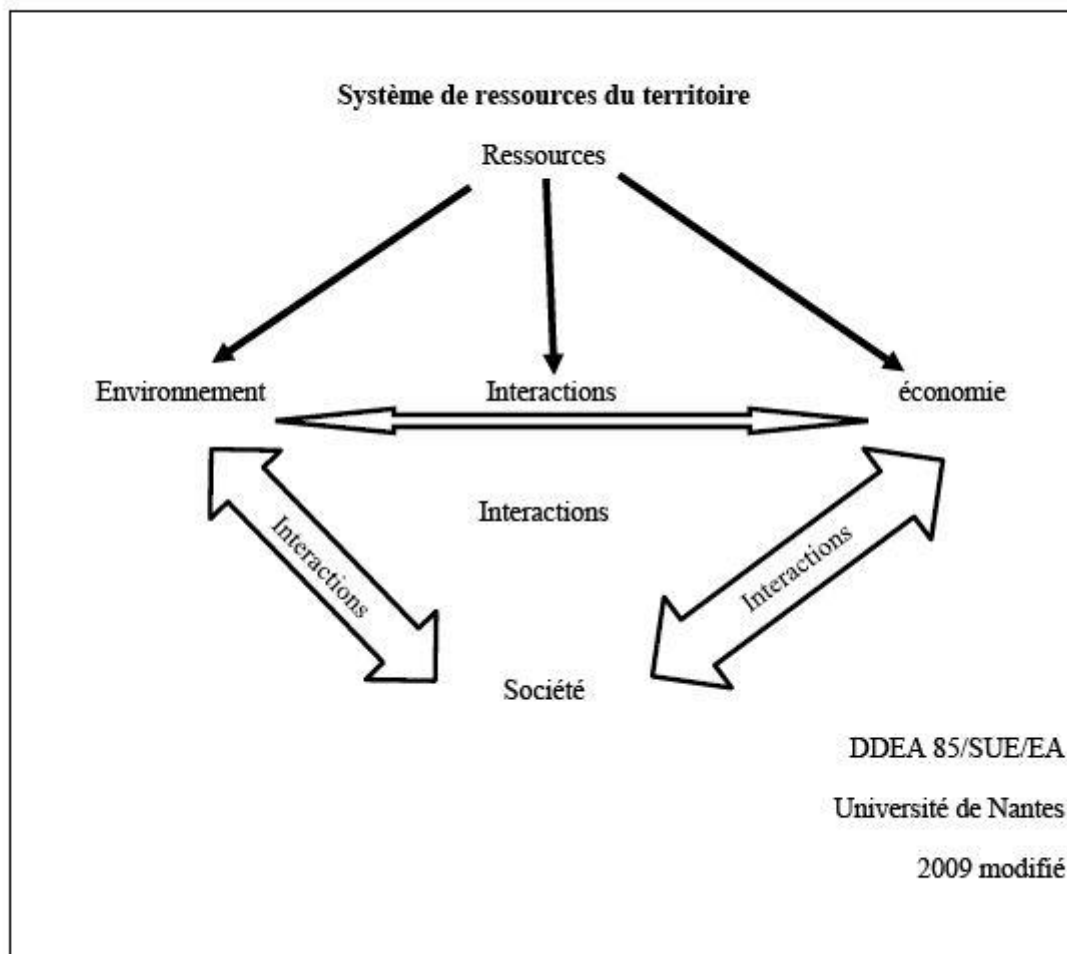 Système de ressources du territoire
Ressources
Environnement
Interactions
économie
Interactions
Interactions
Interactions
Société
DDEA 85/SUE/EA
Université de Nantes
2009 modifié